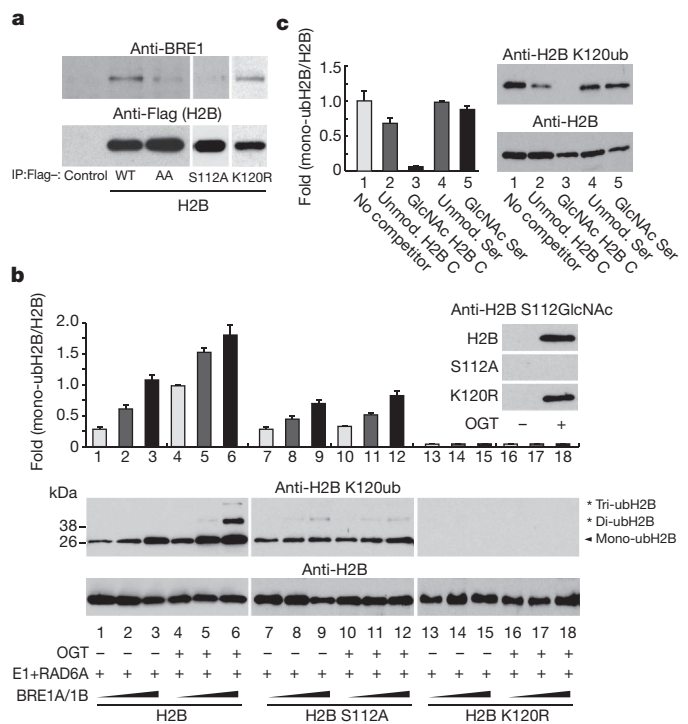 a
Anti-BRE1
Anti-Flag (H2B)
IP:Flag–: Control WT AA S112A K120R
H2B
c
Fold (mono-ubH2B/H2B)
1.5
1.0
0.5
0
1 2 3 4 5
No competitor
Unmod. H2B C
GlcNAc H2B C
Unmod. Ser
GlcNAc Ser
Anti-H2B K120ub
Anti-H2B
1 2 3 4 5
No competitor
Unmod. H2B C
GlcNAc H2B C
Unmod. Ser
GlcNAc Ser
b
Fold (mono-ubH2B/H2B)
2.0
1.5
1.0
0.5
0
1 2 3 4 5 6 7 8 9 10 11 12 13 14 15 16 17 18
Anti-H2B S112GlcNAc
H2B
S112A
K120R
OGT – +
Anti-H2B K120ub
kDa
38
26
* Tri-ubH2B
* Di-ubH2B
◄ Mono-ubH2B
Anti-H2B
1 2 3 4 5 6 7 8 9 10 11 12 13 14 15 16 17 18
OGT – – – + + + – – – + + + – – – + + +
E1+RAD6A + + + + + + + + + + + + + + + + + +
BRE1A/1B
H2B H2B S112A H2B K120R